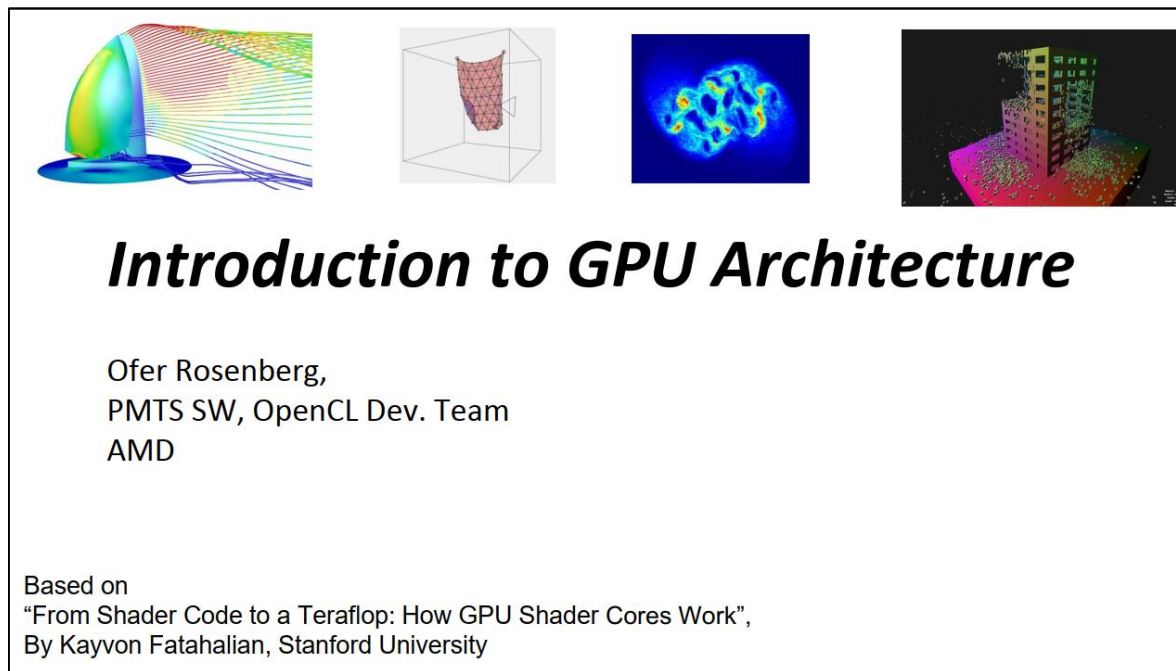 Introduction to GPU Architecture
Ofer Rosenberg,
PMTS SW, OpenCL Dev. Team
AMD
Based on
“From Shader Code to a Teraflop: How GPU Shader Cores Work”,
By Kayvon Fatahalian, Stanford University